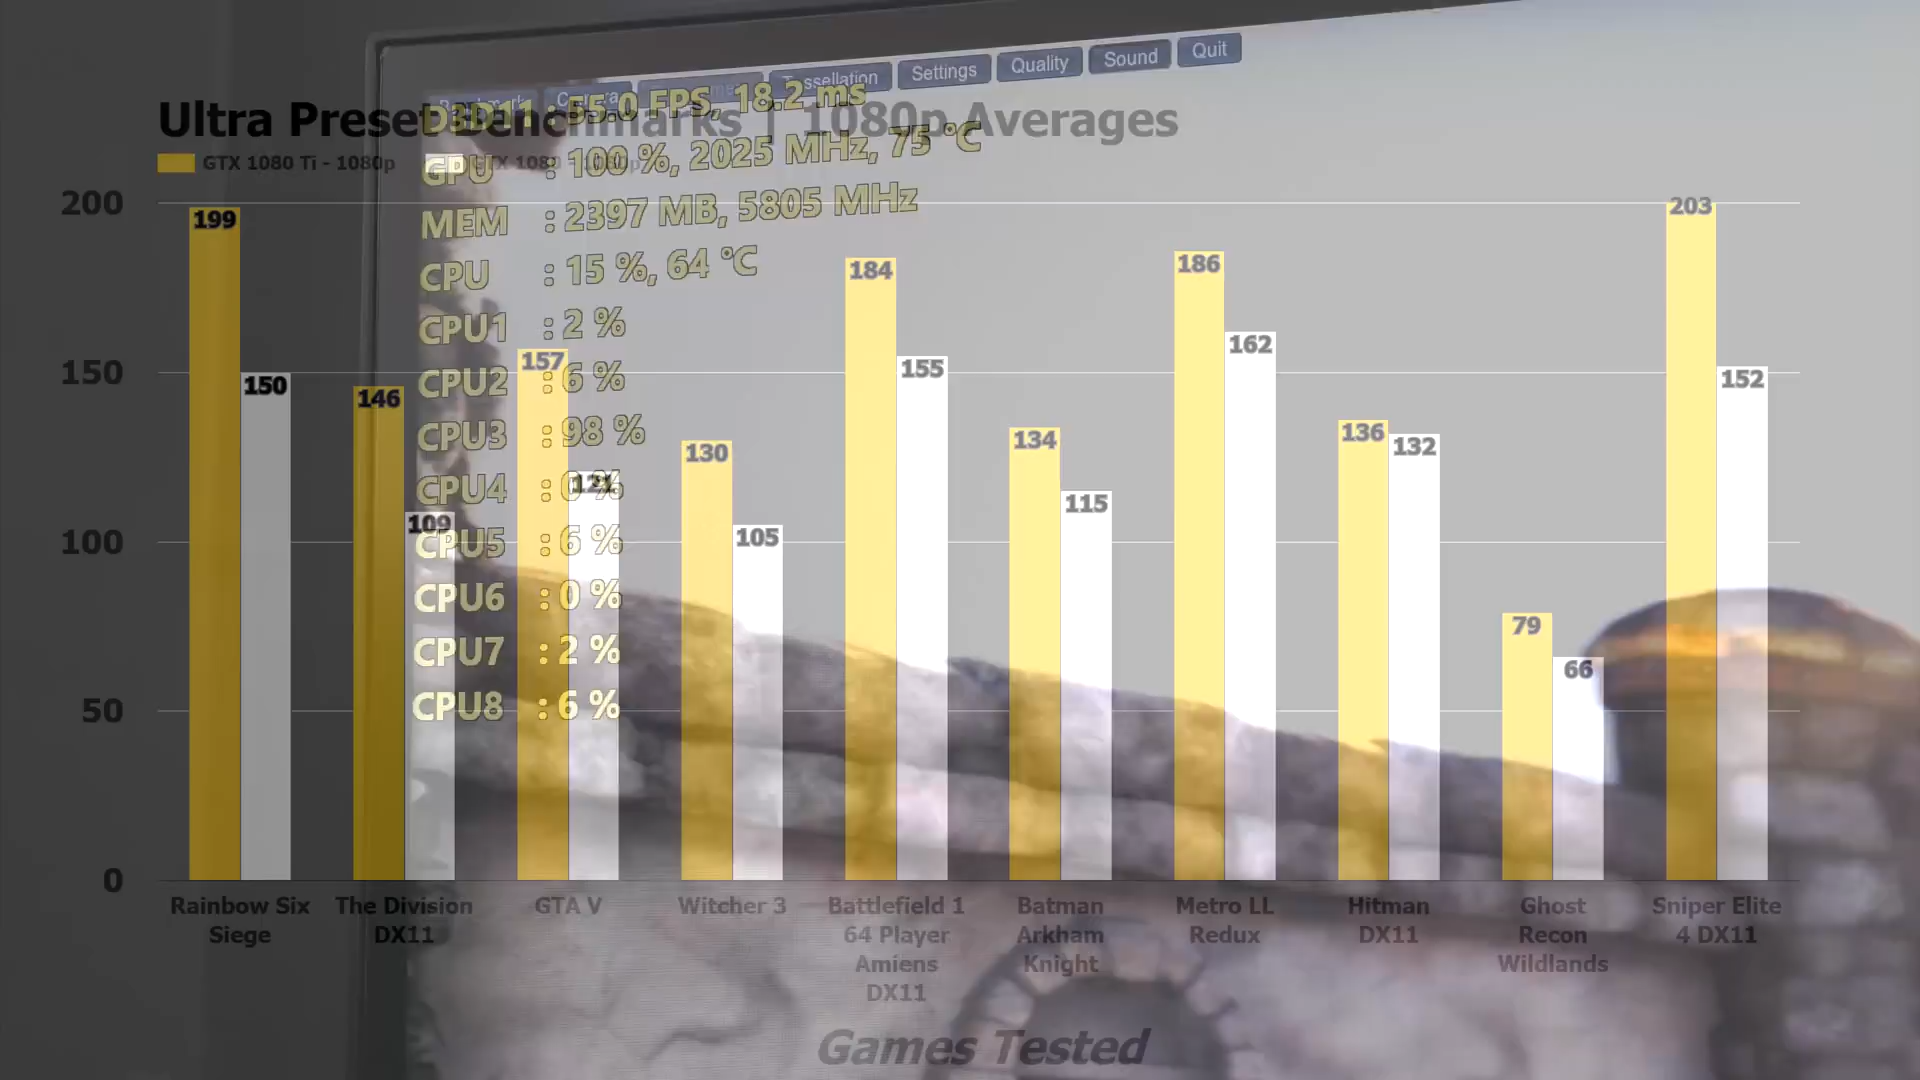 Tessellation Settings Quality Sound Quit
Ultra Preset Benchmarks | 1080p Averages
GTX 1080 Ti - 1080p
D3D11 : 55.0 FPS, 18.2 ms
GPU : 100 %, 2025 MHz, 75 °C
MEM : 2397 MB, 5805 MHz
CPU : 15 %, 64 °C
CPU1 : 2 %
CPU2 : 6 %
CPU3 : 98 %
CPU4 : 0 %
CPU5 : 6 %
CPU6 : 0 %
CPU7 : 2 %
CPU8 : 6 %
200
150
100
50
0
199 150
146 109
157
130 105
184 155
134 115
186 162
136 132
79 66
203 152
Rainbow Six
Siege
The Division
DX11
GTA V
Witcher 3
Battlefield 1
64 Player
Amiens
DX11
Batman
Arkham
Knight
Metro LL
Redux
Hitman
DX11
Ghost
Recon
Wildlands
Sniper Elite
4 DX11
Games Tested